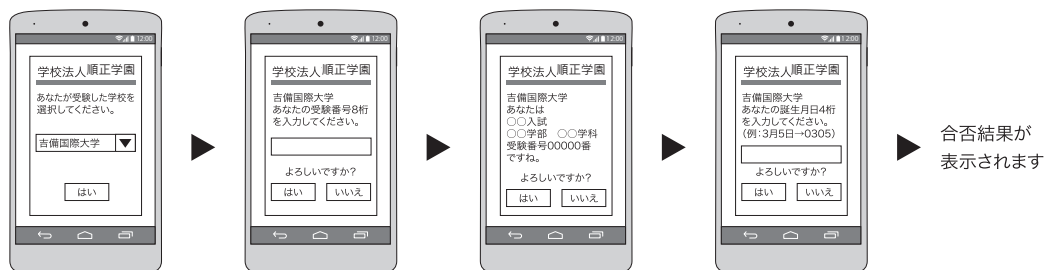 12:00
学校法人順正学園
あなたが受験した学校を
選択してください。
吉備国際大学
はい
12:00
学校法人順正学園
吉備国際大学
あなたの受験番号8桁
を入力してください。
よろしいですか?
はい
いいえ
12:00
学校法人順正学園
吉備国際大学
あなたは
○○入試
○○学部 ○○学科
受験番号00000番
ですね。
よろしいですか?
はい
いいえ
12:00
学校法人順正学園
吉備国際大学
あなたの誕生月日4桁
を入力してください。
(例:3月5日→0305)
よろしいですか?
はい
いいえ
合否結果が
表示されます